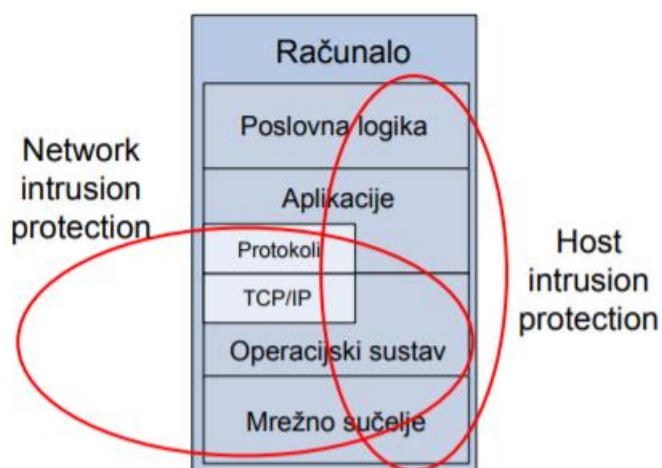 Računalo
Poslovna logika
Network
intrusion
protection
Aplikacije
Protokoli
TCP/IP
Host
intrusion
protection
Operacijski sustav
Mrežno sučelje